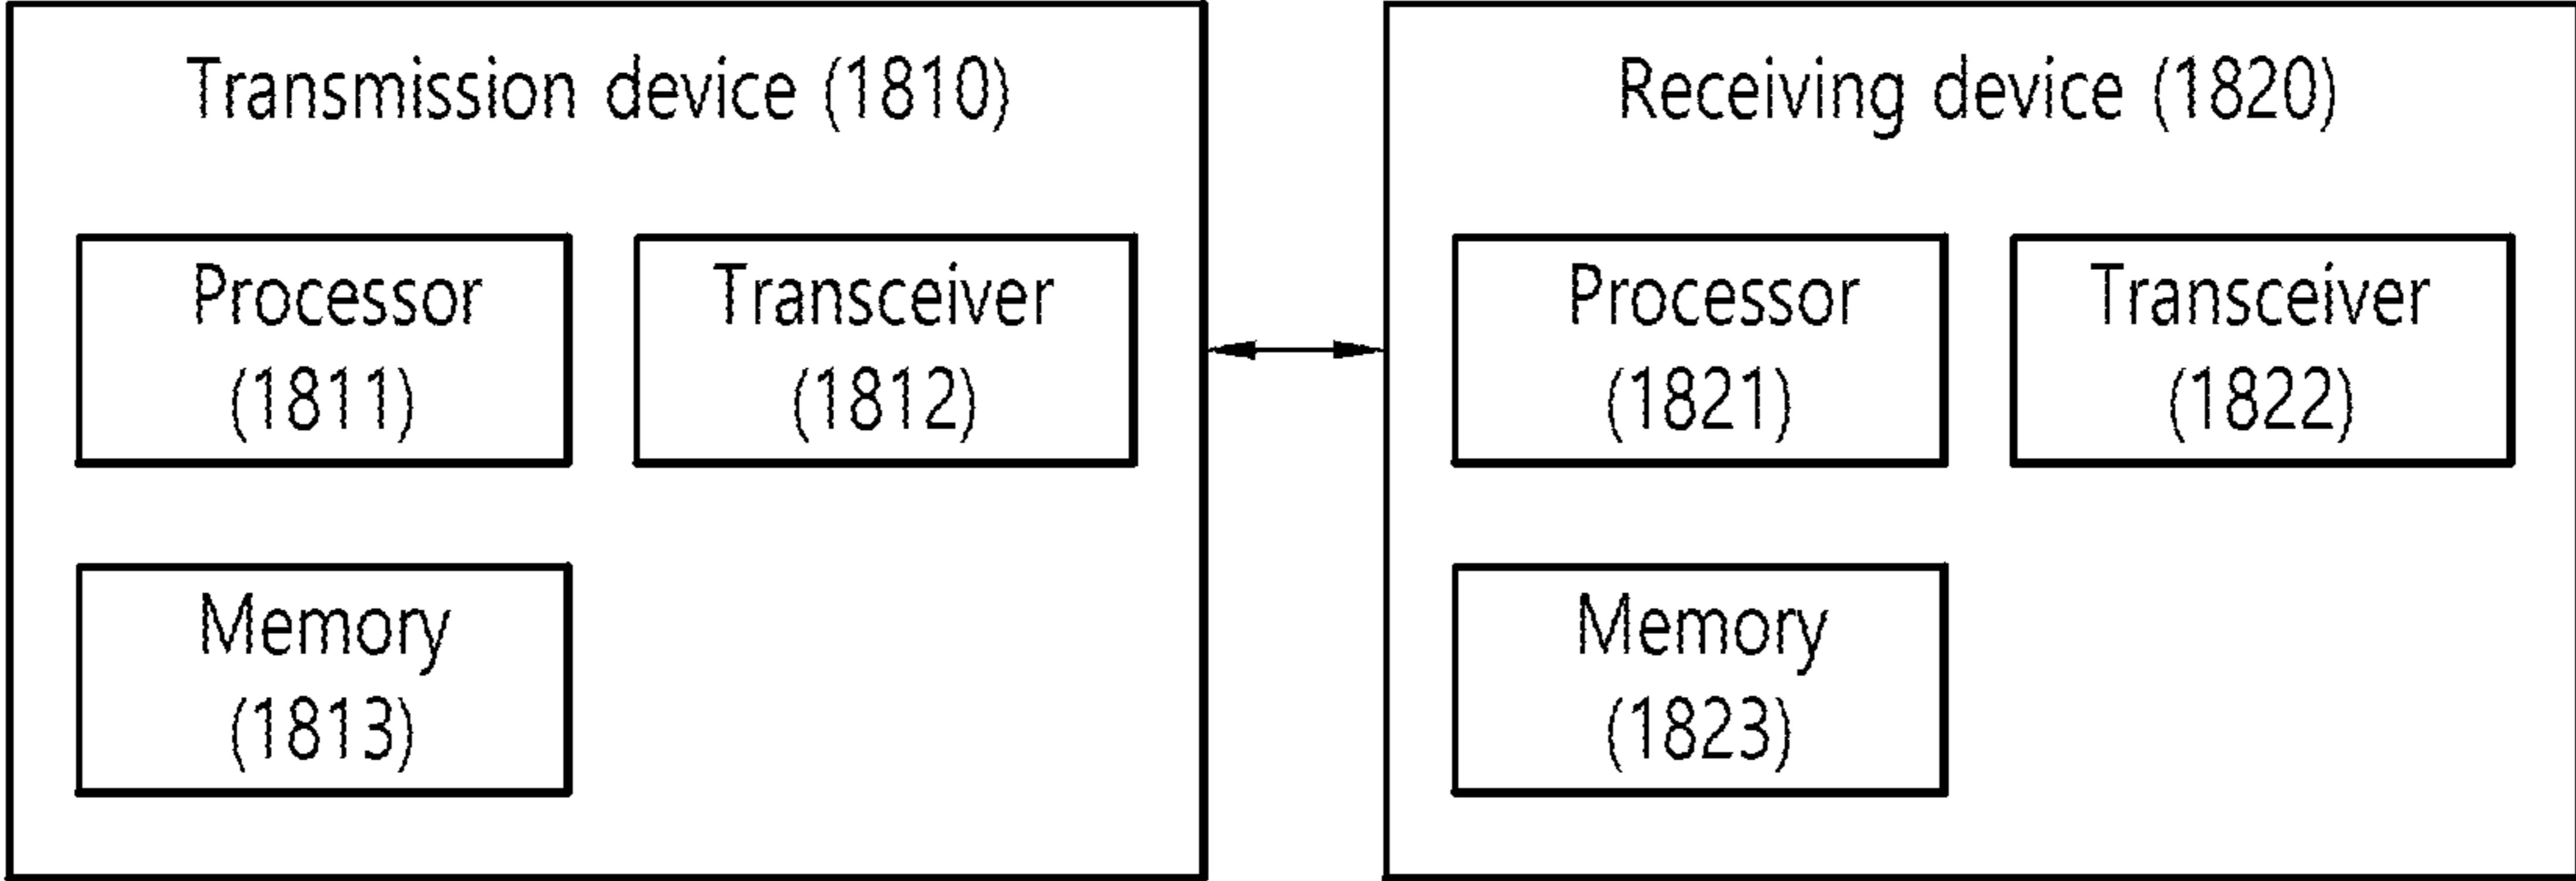 Transmission device (1810)
Processor
(1811)
Transceiver
(1812)
Memory
(1813)
Receiving device (1820)
Processor
(1821)
Transceiver
(1822)
Memory
(1823)